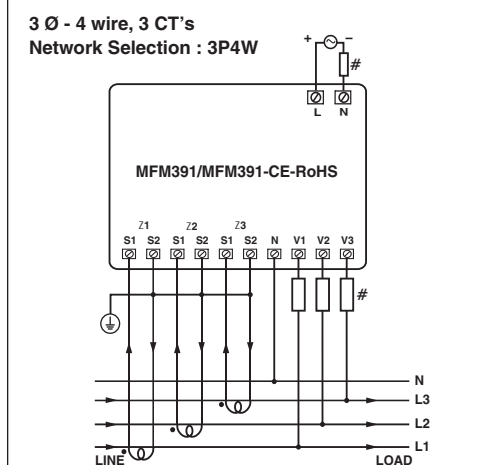 3 Ø - 4 wire, 3 CT's
Network Selection : 3P4W
+ −
#
L N
MFM391/MFM391-CE-RoHS
Z1 Z2 Z3
S1 S2 S1 S2 S1 S2 N V1 V2 V3
#
N
L3
L2
L1
LINE LOAD